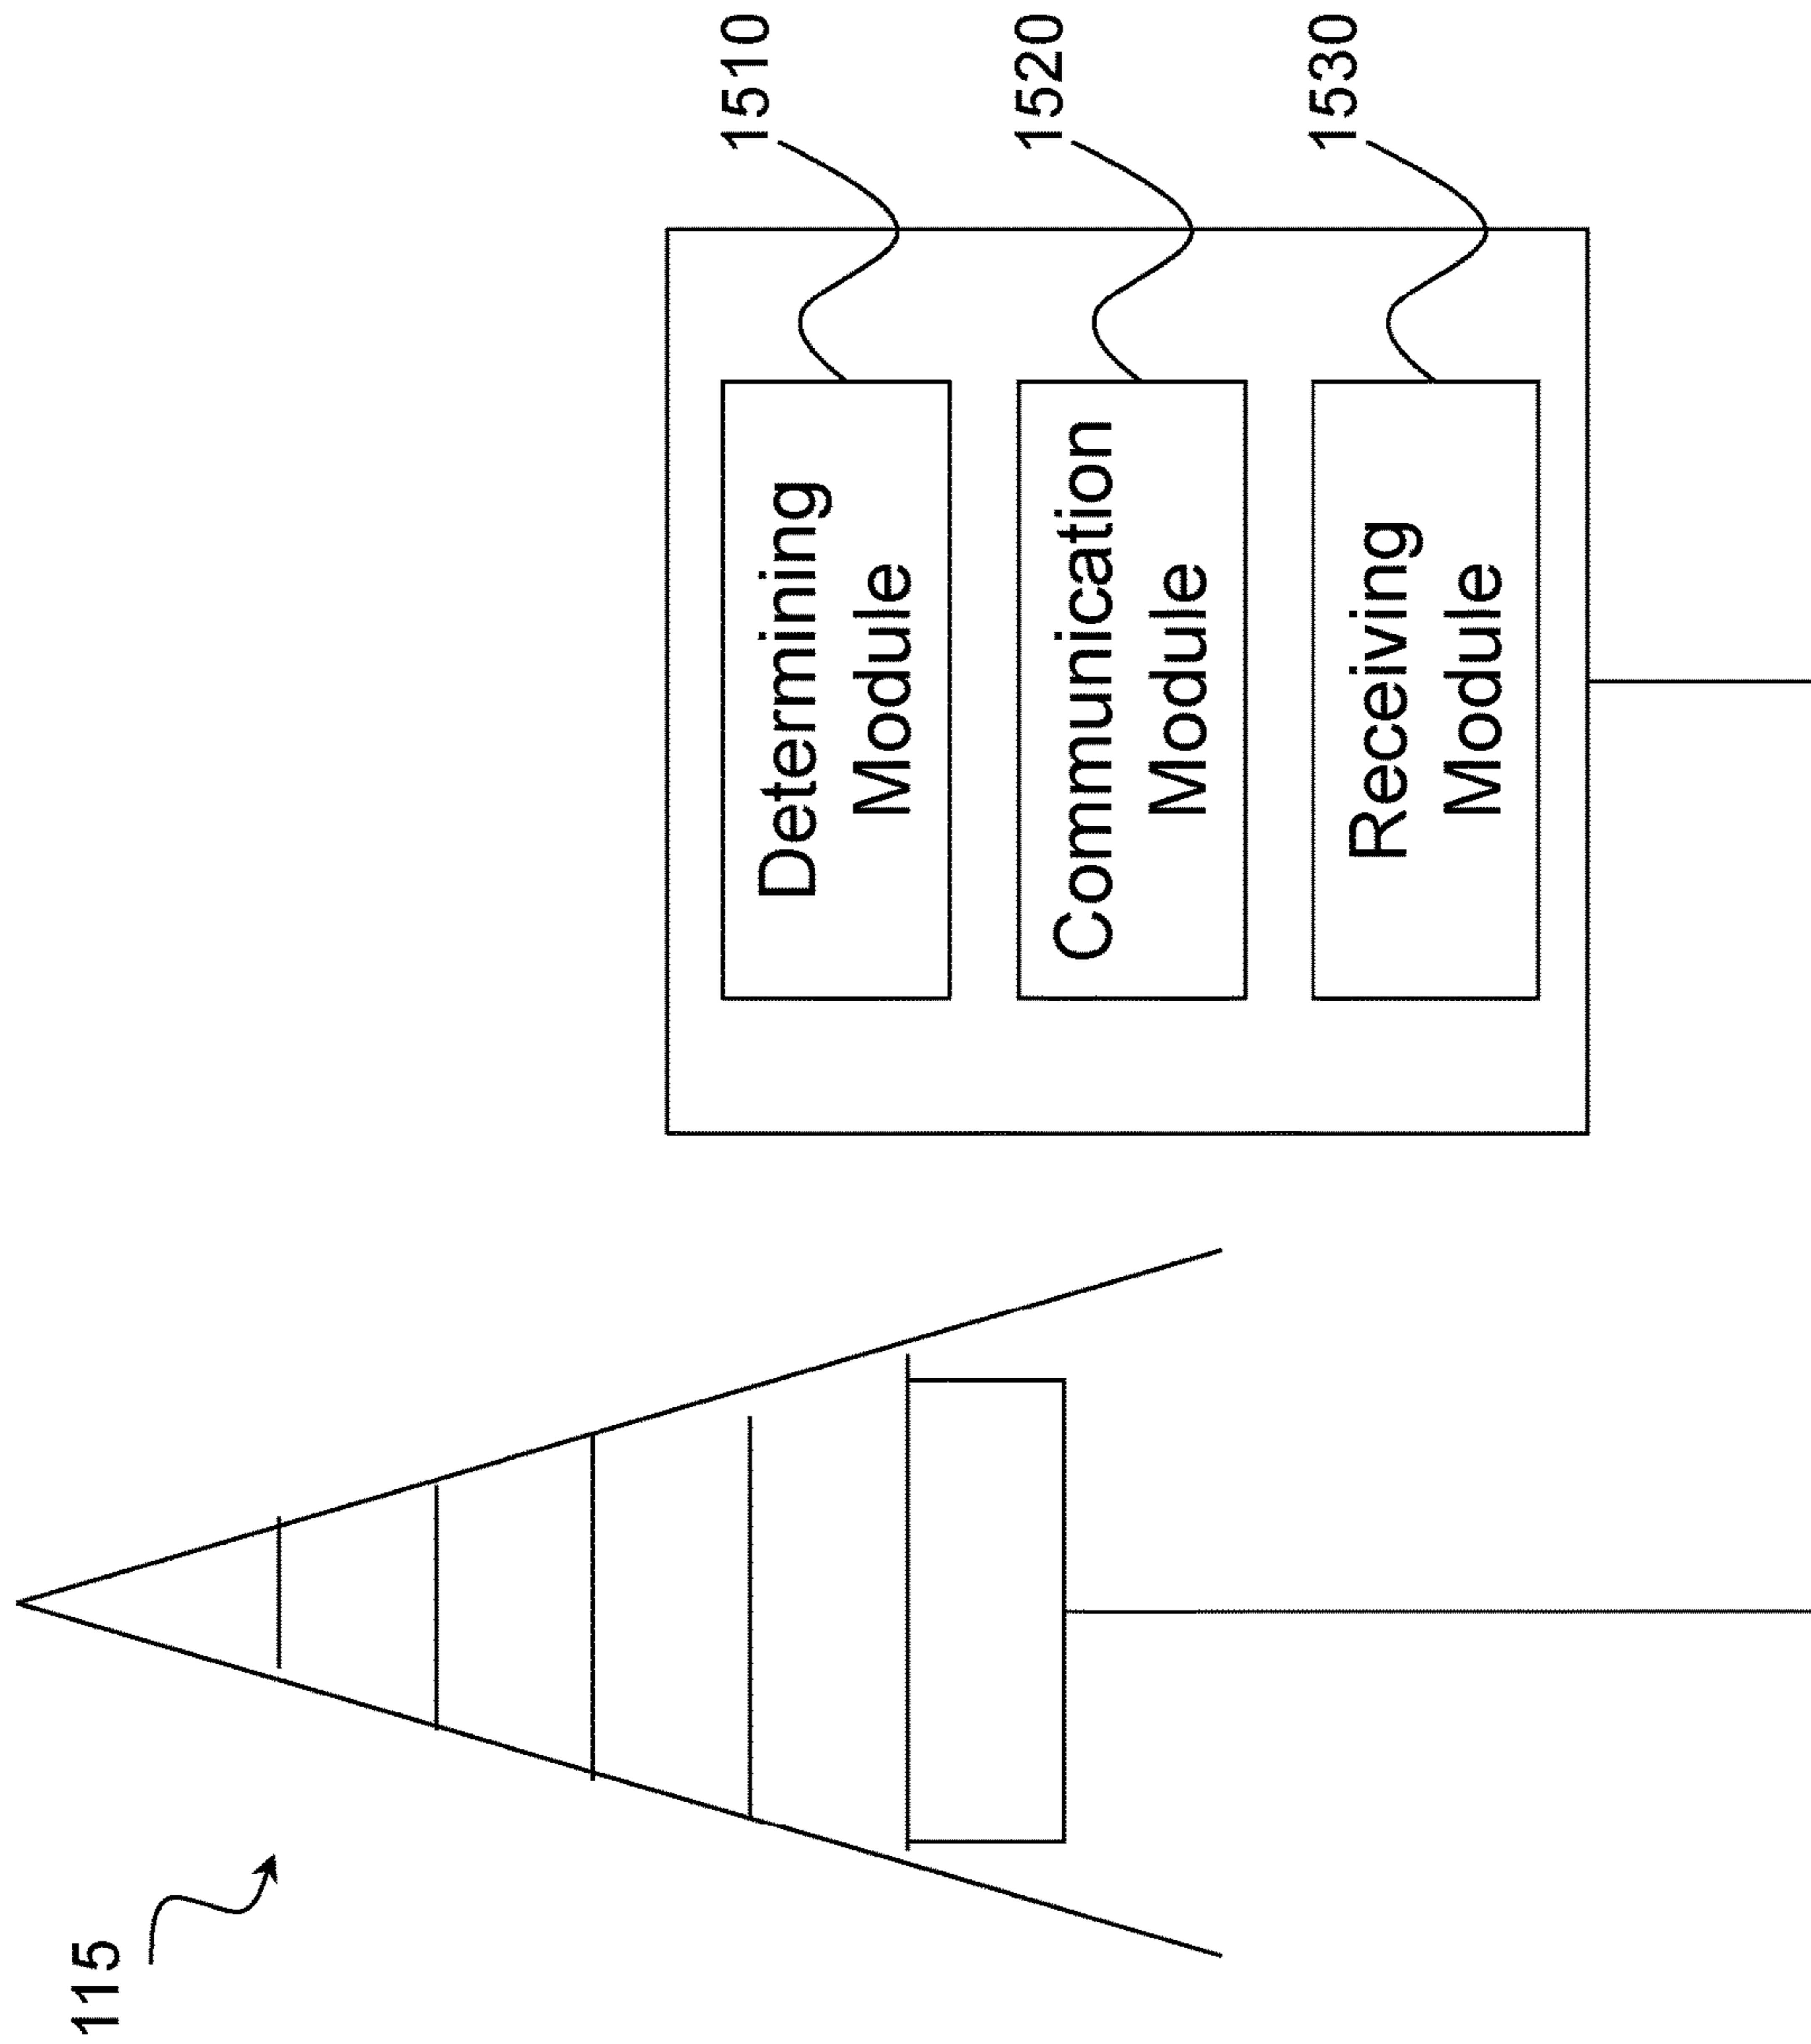 115
Determining
Module
1510
Communication
Module
1520
Receiving
Module
1530